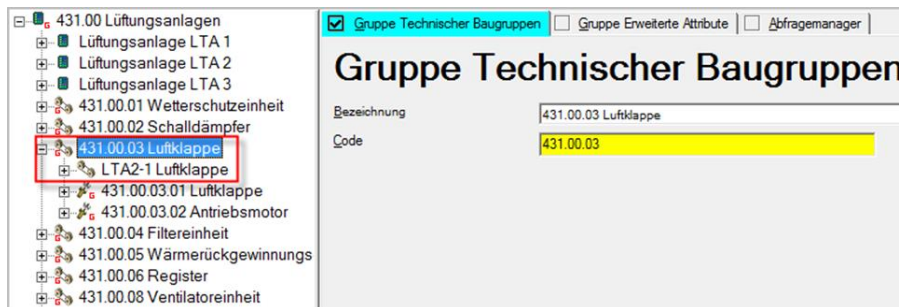 431.00 Lüftungsanlagen
Lüftungsanlage LTA 1
Lüftungsanlage LTA 2
Lüftungsanlage LTA 3
431.00.01 Wetterschutzeinheit
431.00.02 Schalldämpfer
431.00.03 Luftklappe
LTA2-1 Luftklappe
431.00.03.01 Luftklappe
431.00.03.02 Antriebsmotor
431.00.04 Filtereinheit
431.00.05 Wärmerückgewinnungs
431.00.06 Register
431.00.08 Ventilatoreinheit
Gruppe Technischer Baugruppen Gruppe Erweiterte Attribute Abfragemanager
Gruppe Technischer Baugruppen
Bezeichnung 431.00.03 Luftklappe
Code 431.00.03